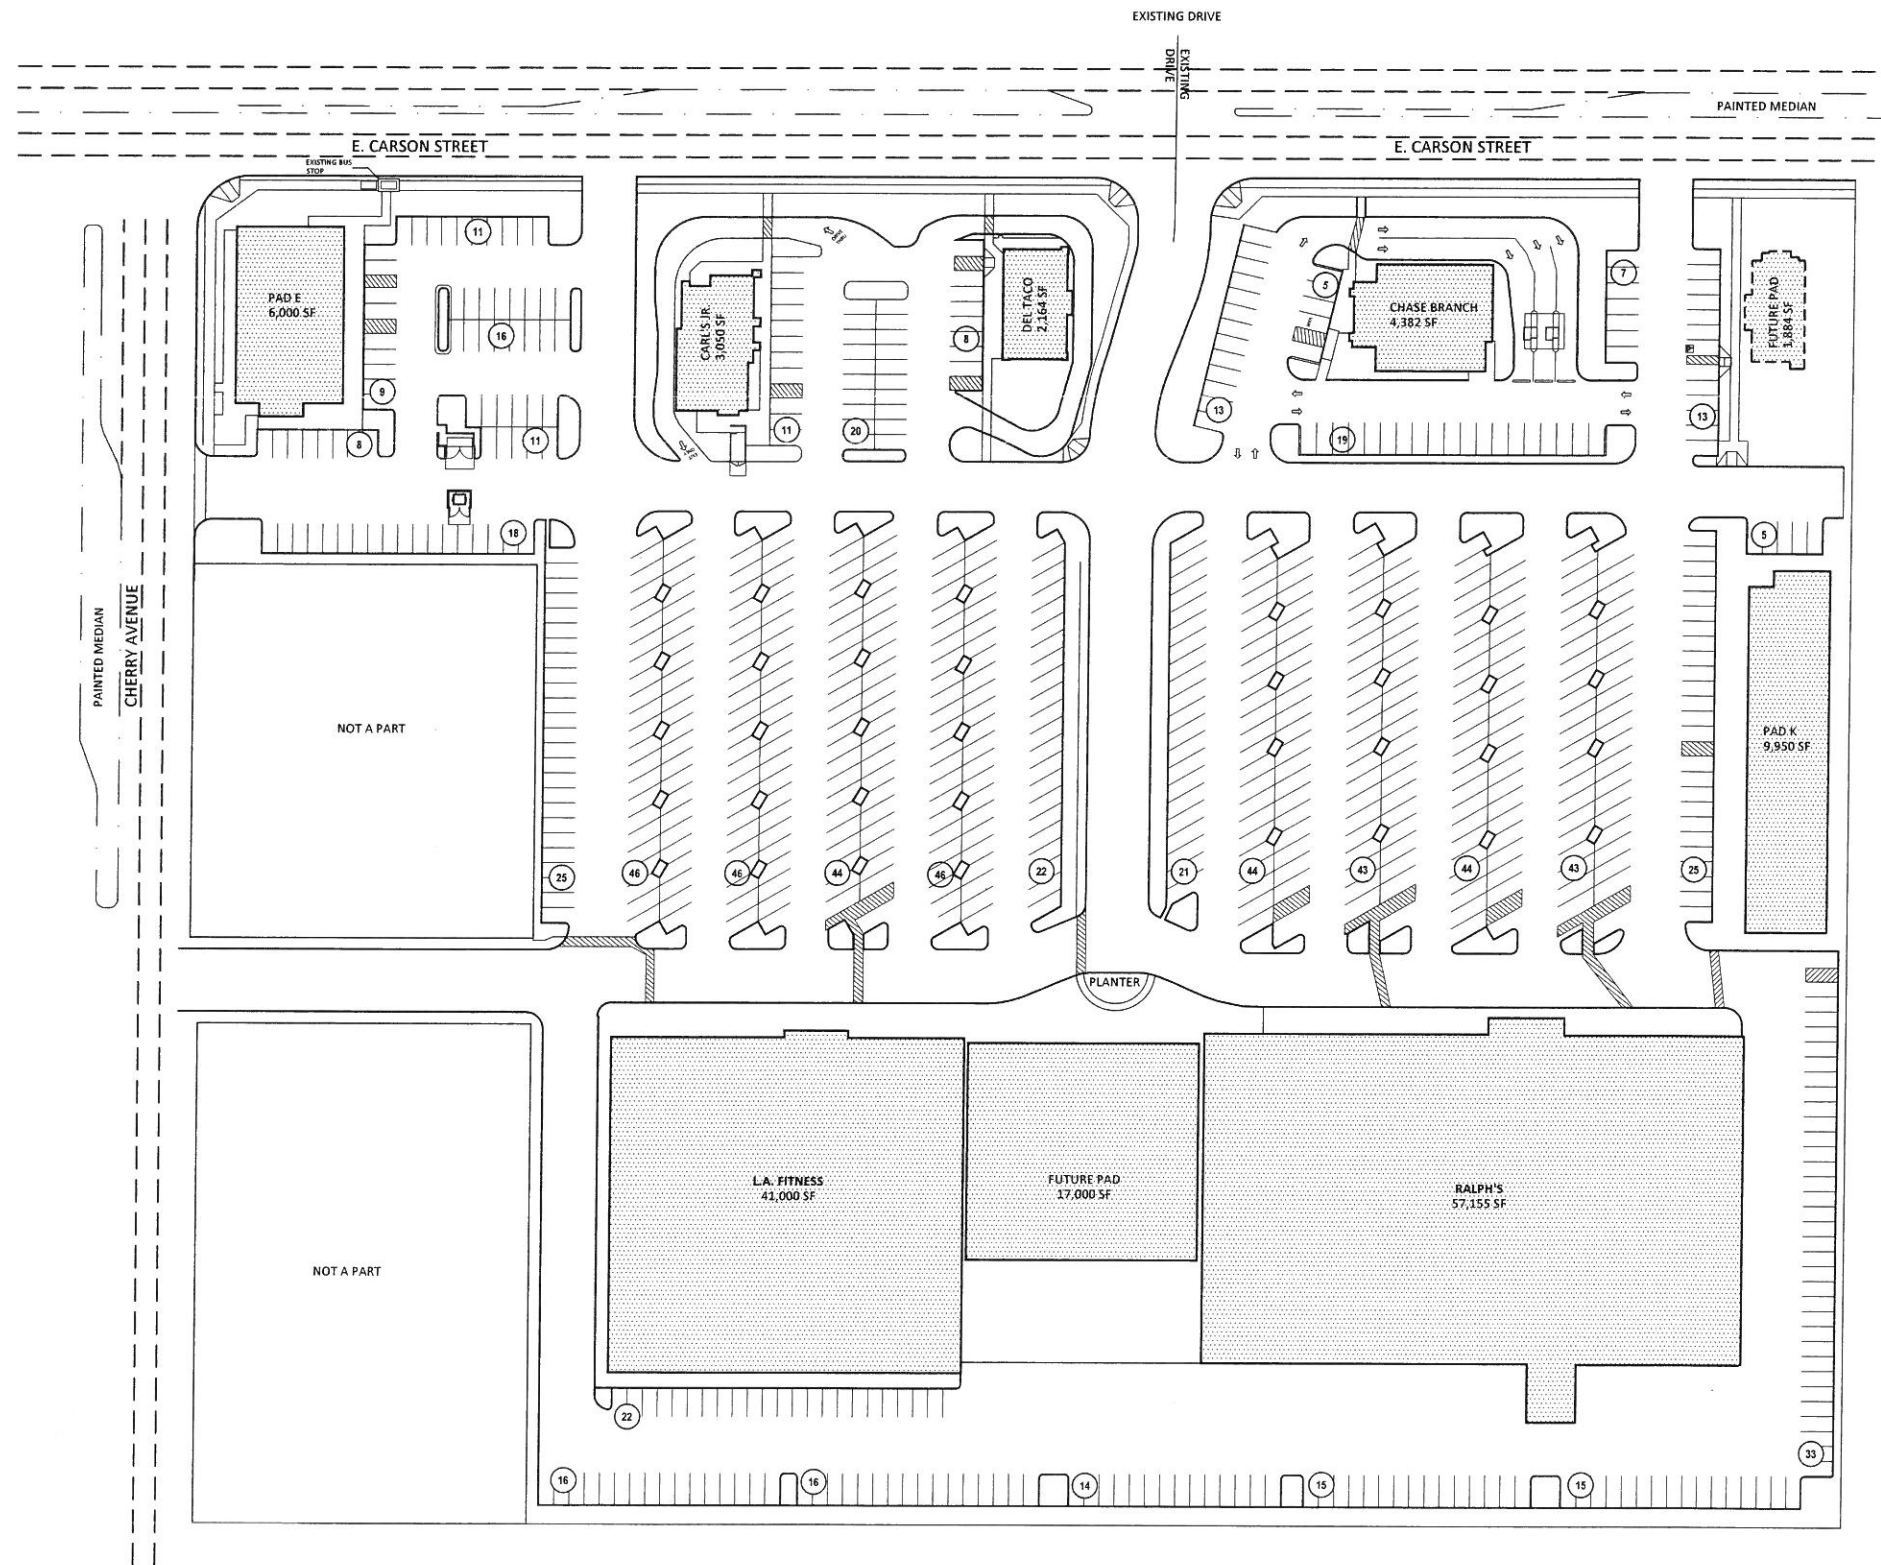 EXISTING DRIVE
EXISTING
DRIVE
PAINTED MEDIAN
E. CARSON STREET
E. CARSON STREET
EXISTING BUS
STOP
11
PAD E
6,000 SF
16
9
8
11
18
CARL'S JR.
3,050 SF
DRIVE
THRU
11
20
8
DEL TACO
2,164 SF
13
5
CHASE BRANCH
4,382 SF
7
19
13
FUTURE PAD
3,884 SF
5
PAINTED MEDIAN
CHERRY AVENUE
NOT A PART
25
46
46
44
46
22
21
44
43
44
43
25
PAD K
9,950 SF
PLANTER
NOT A PART
L.A. FITNESS
41,000 SF
FUTURE PAD
17,000 SF
RALPH'S
57,155 SF
22
33
16
16
14
15
15